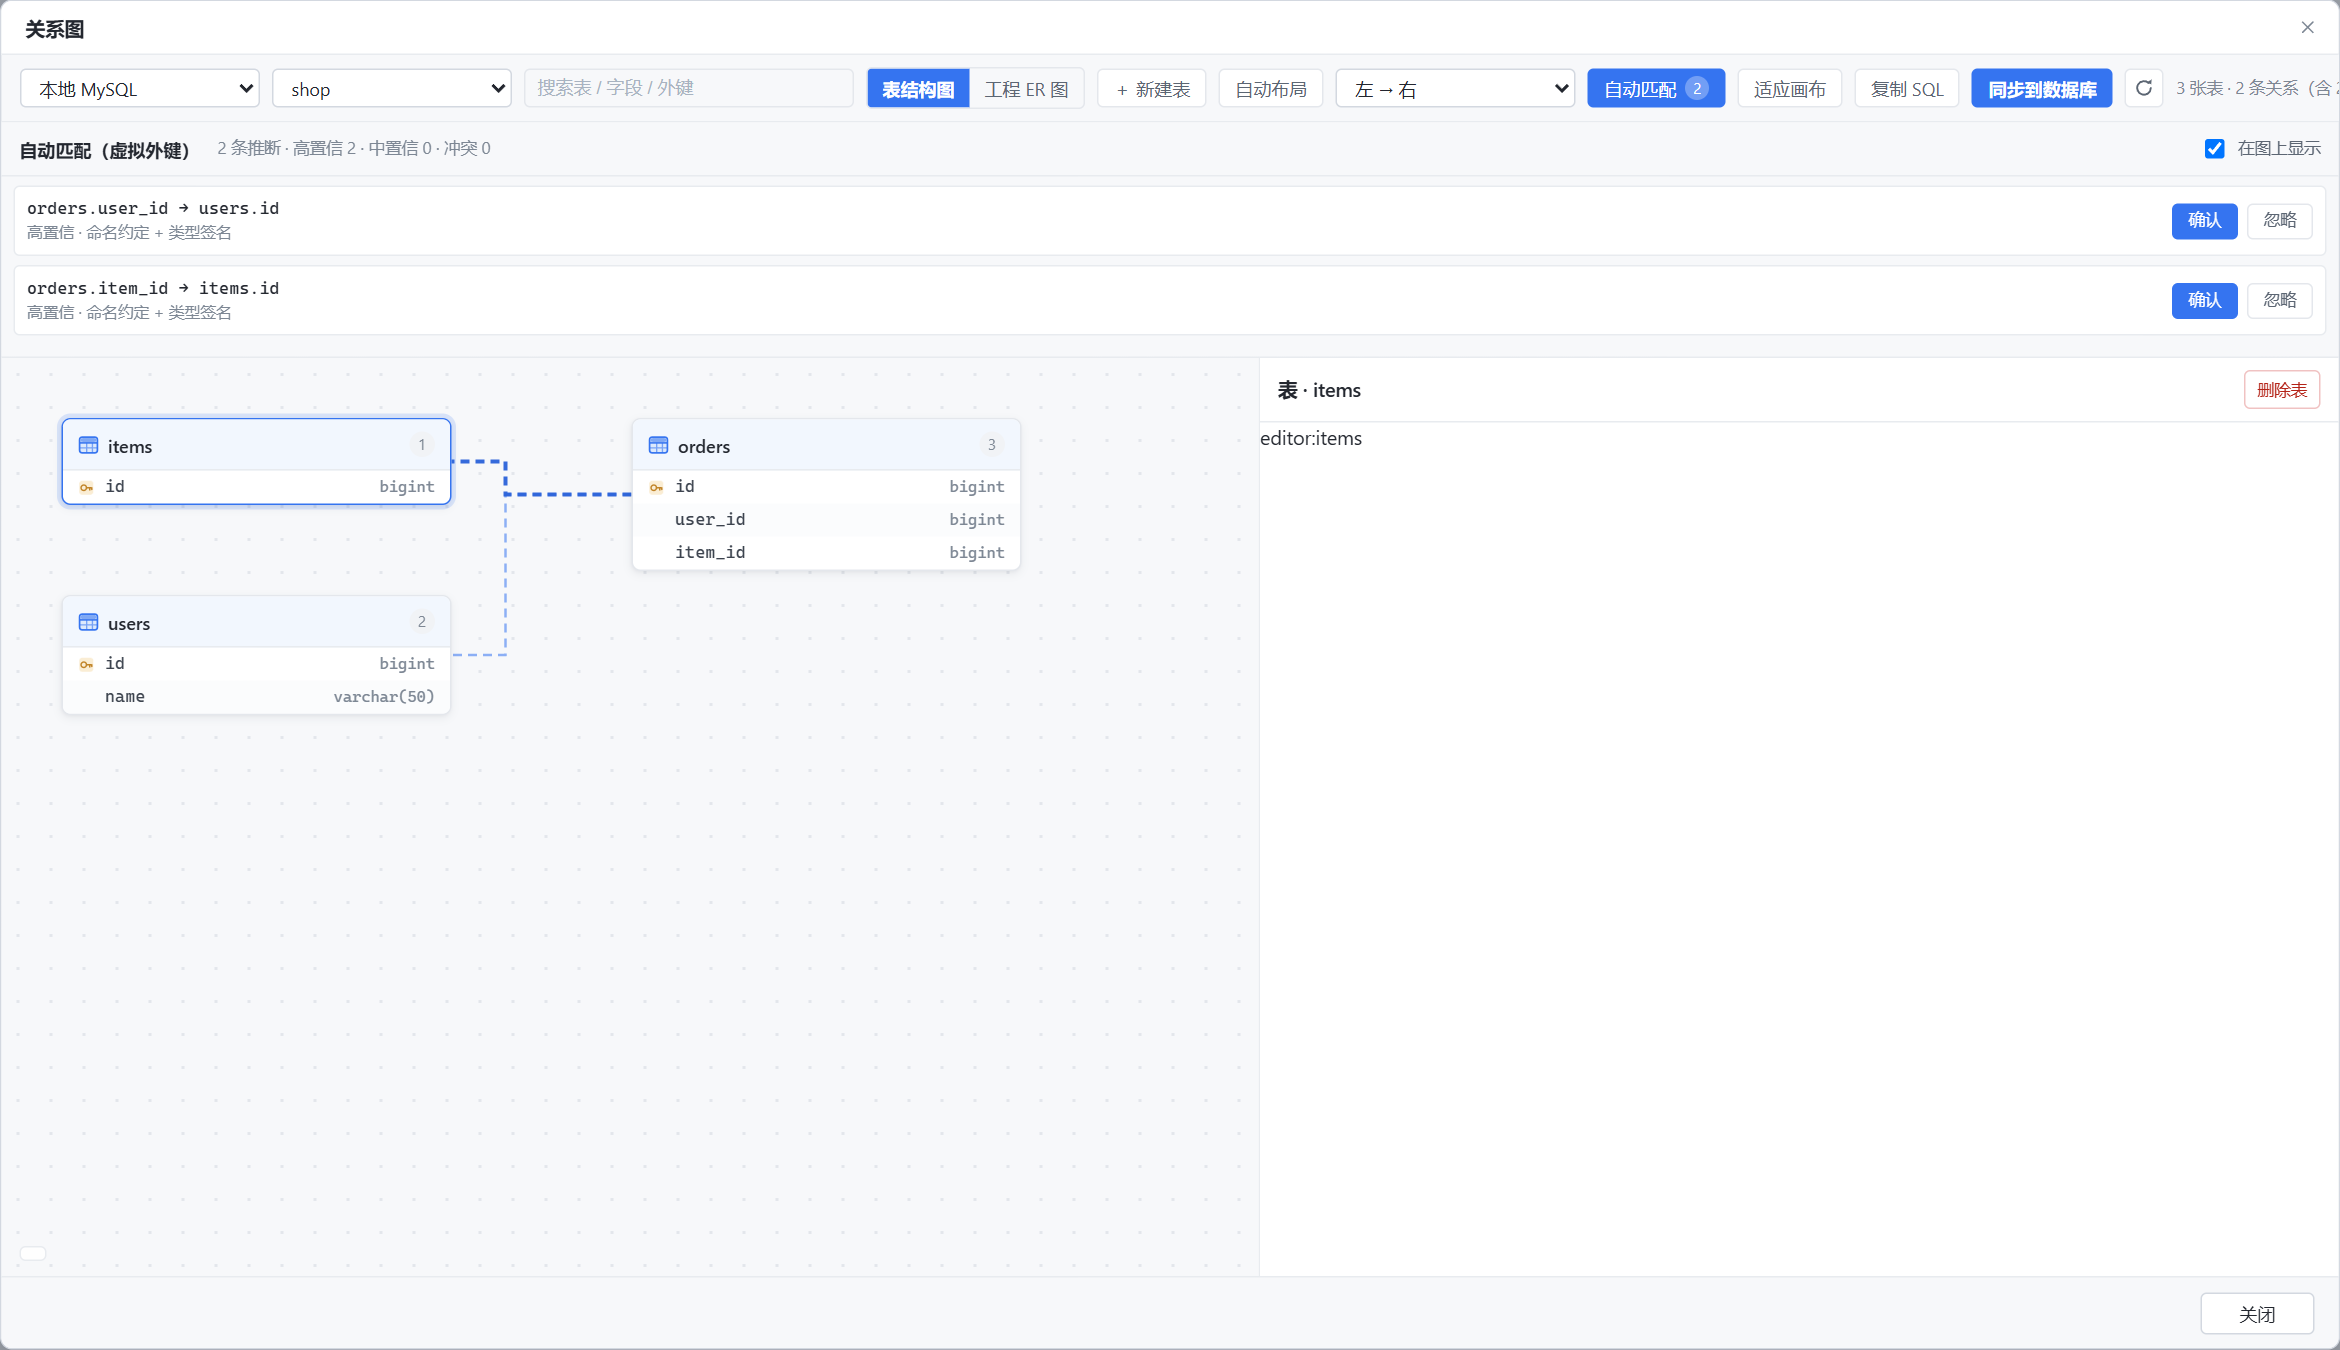 关系图
本地 MySQL
shop
搜索表 / 字段 / 外键
表结构图
工程 ER 图
+ 新建表
自动布局
左→右
自动匹配 2
适应画布
复制 SQL
同步到数据库
3 张表 · 2 条关系（含
自动匹配（虚拟外键）
2 条推断 · 高置信 2 · 中置信 0 · 冲突 0
在图上显示
orders.user_id → users.id
高置信 · 命名约定 + 类型签名
确认
忽略
orders.item_id → items.id
高置信 · 命名约定 + 类型签名
确认
忽略
items 1
id bigint
orders 3
id bigint
user_id bigint
item_id bigint
users 2
id bigint
name varchar(50)
表 · items
删除表
editor:items
关闭